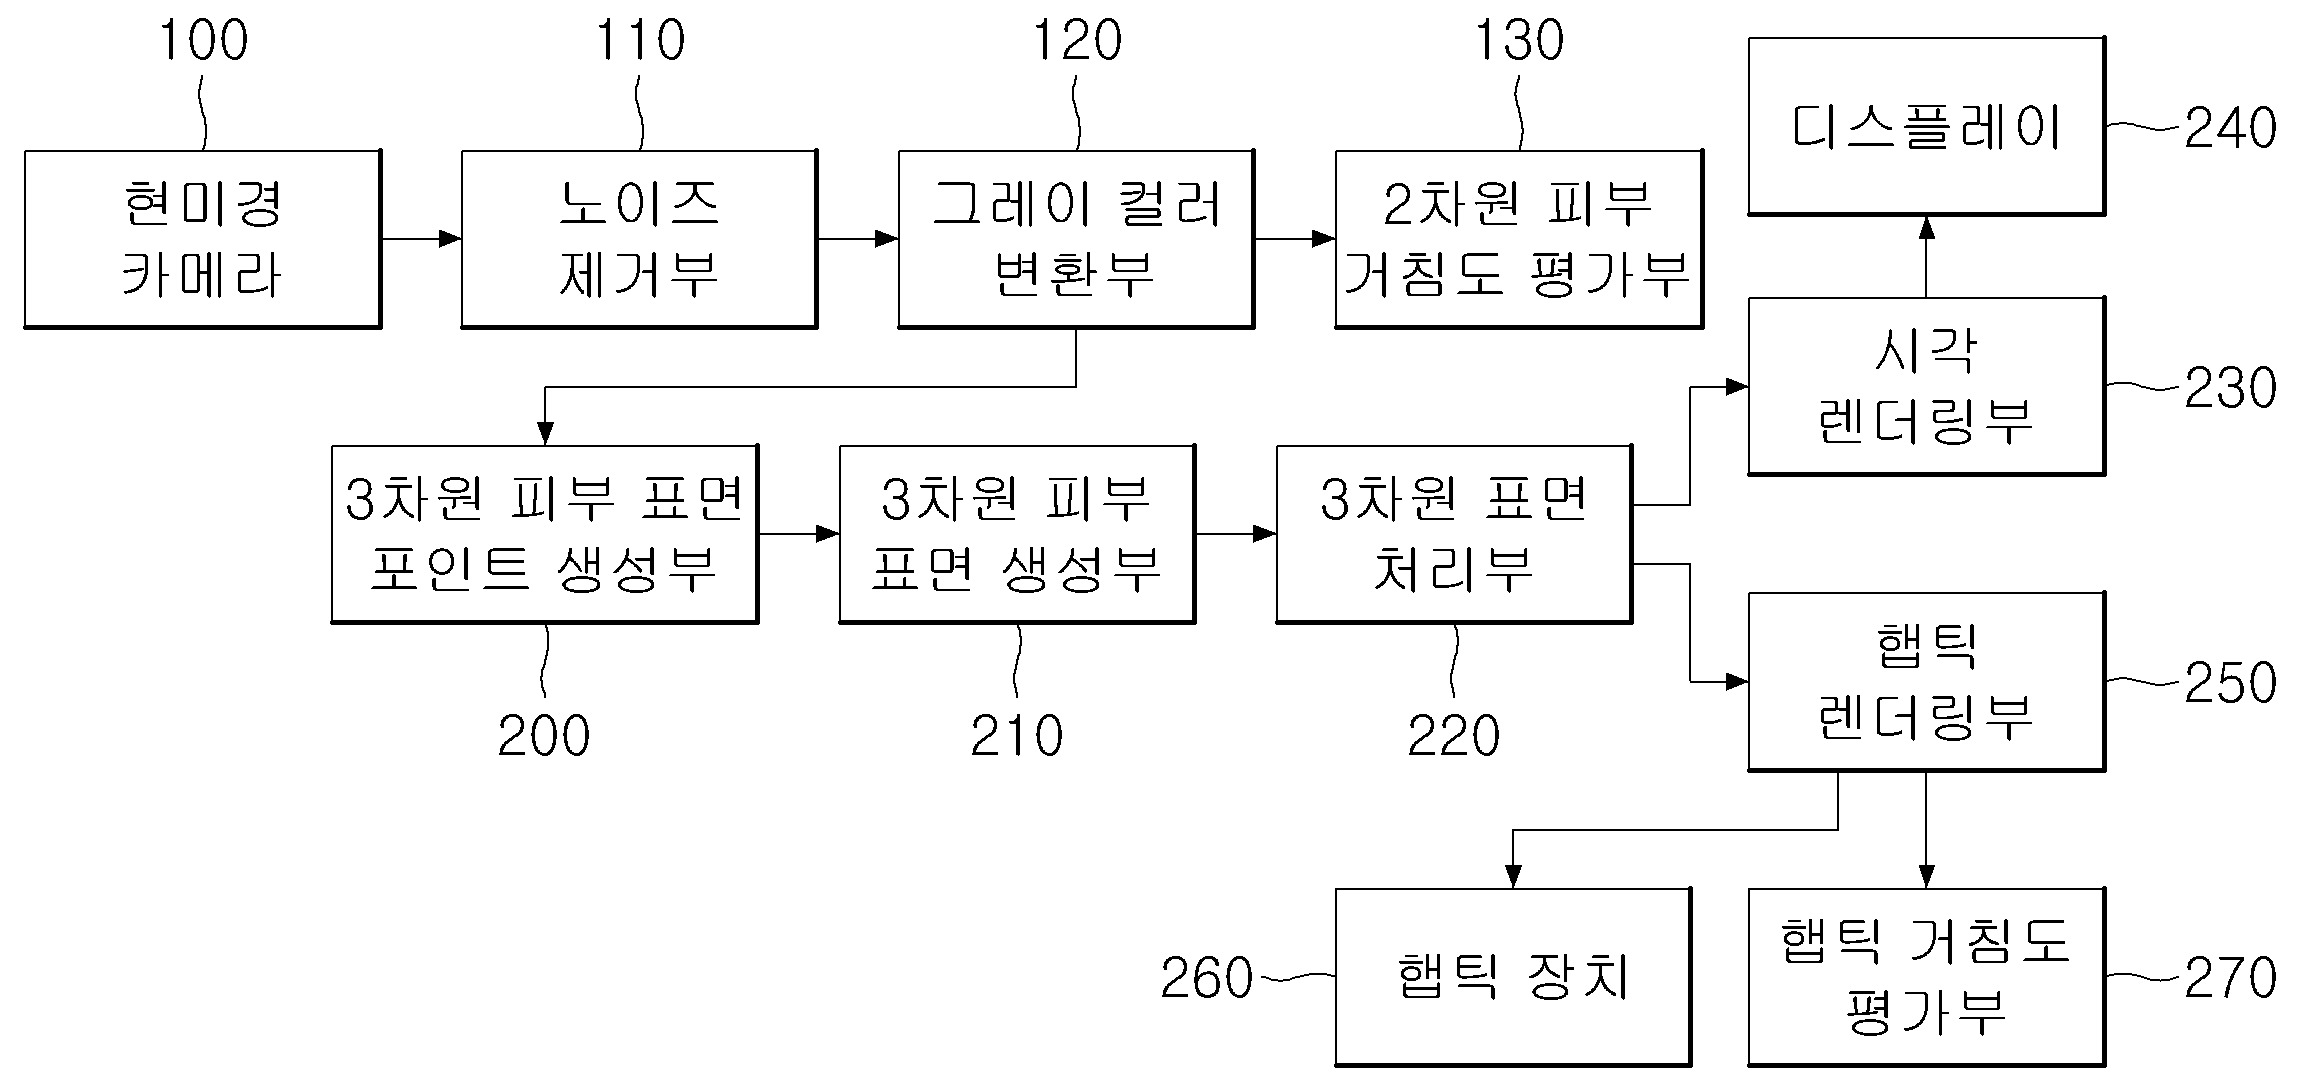 100
110
120
130
현미경
카메라
노이즈
제거부
그레이 컬러
변환부
2차원 피부
거침도 평가부
디스플레이
240
시각
렌더링부
230
3차원 피부 표면
포인트 생성부
3차원 피부
표면 생성부
3차원 표면
처리부
200
210
220
햅틱
렌더링부
250
260
햅틱 장치
햅틱 거침도
평가부
270